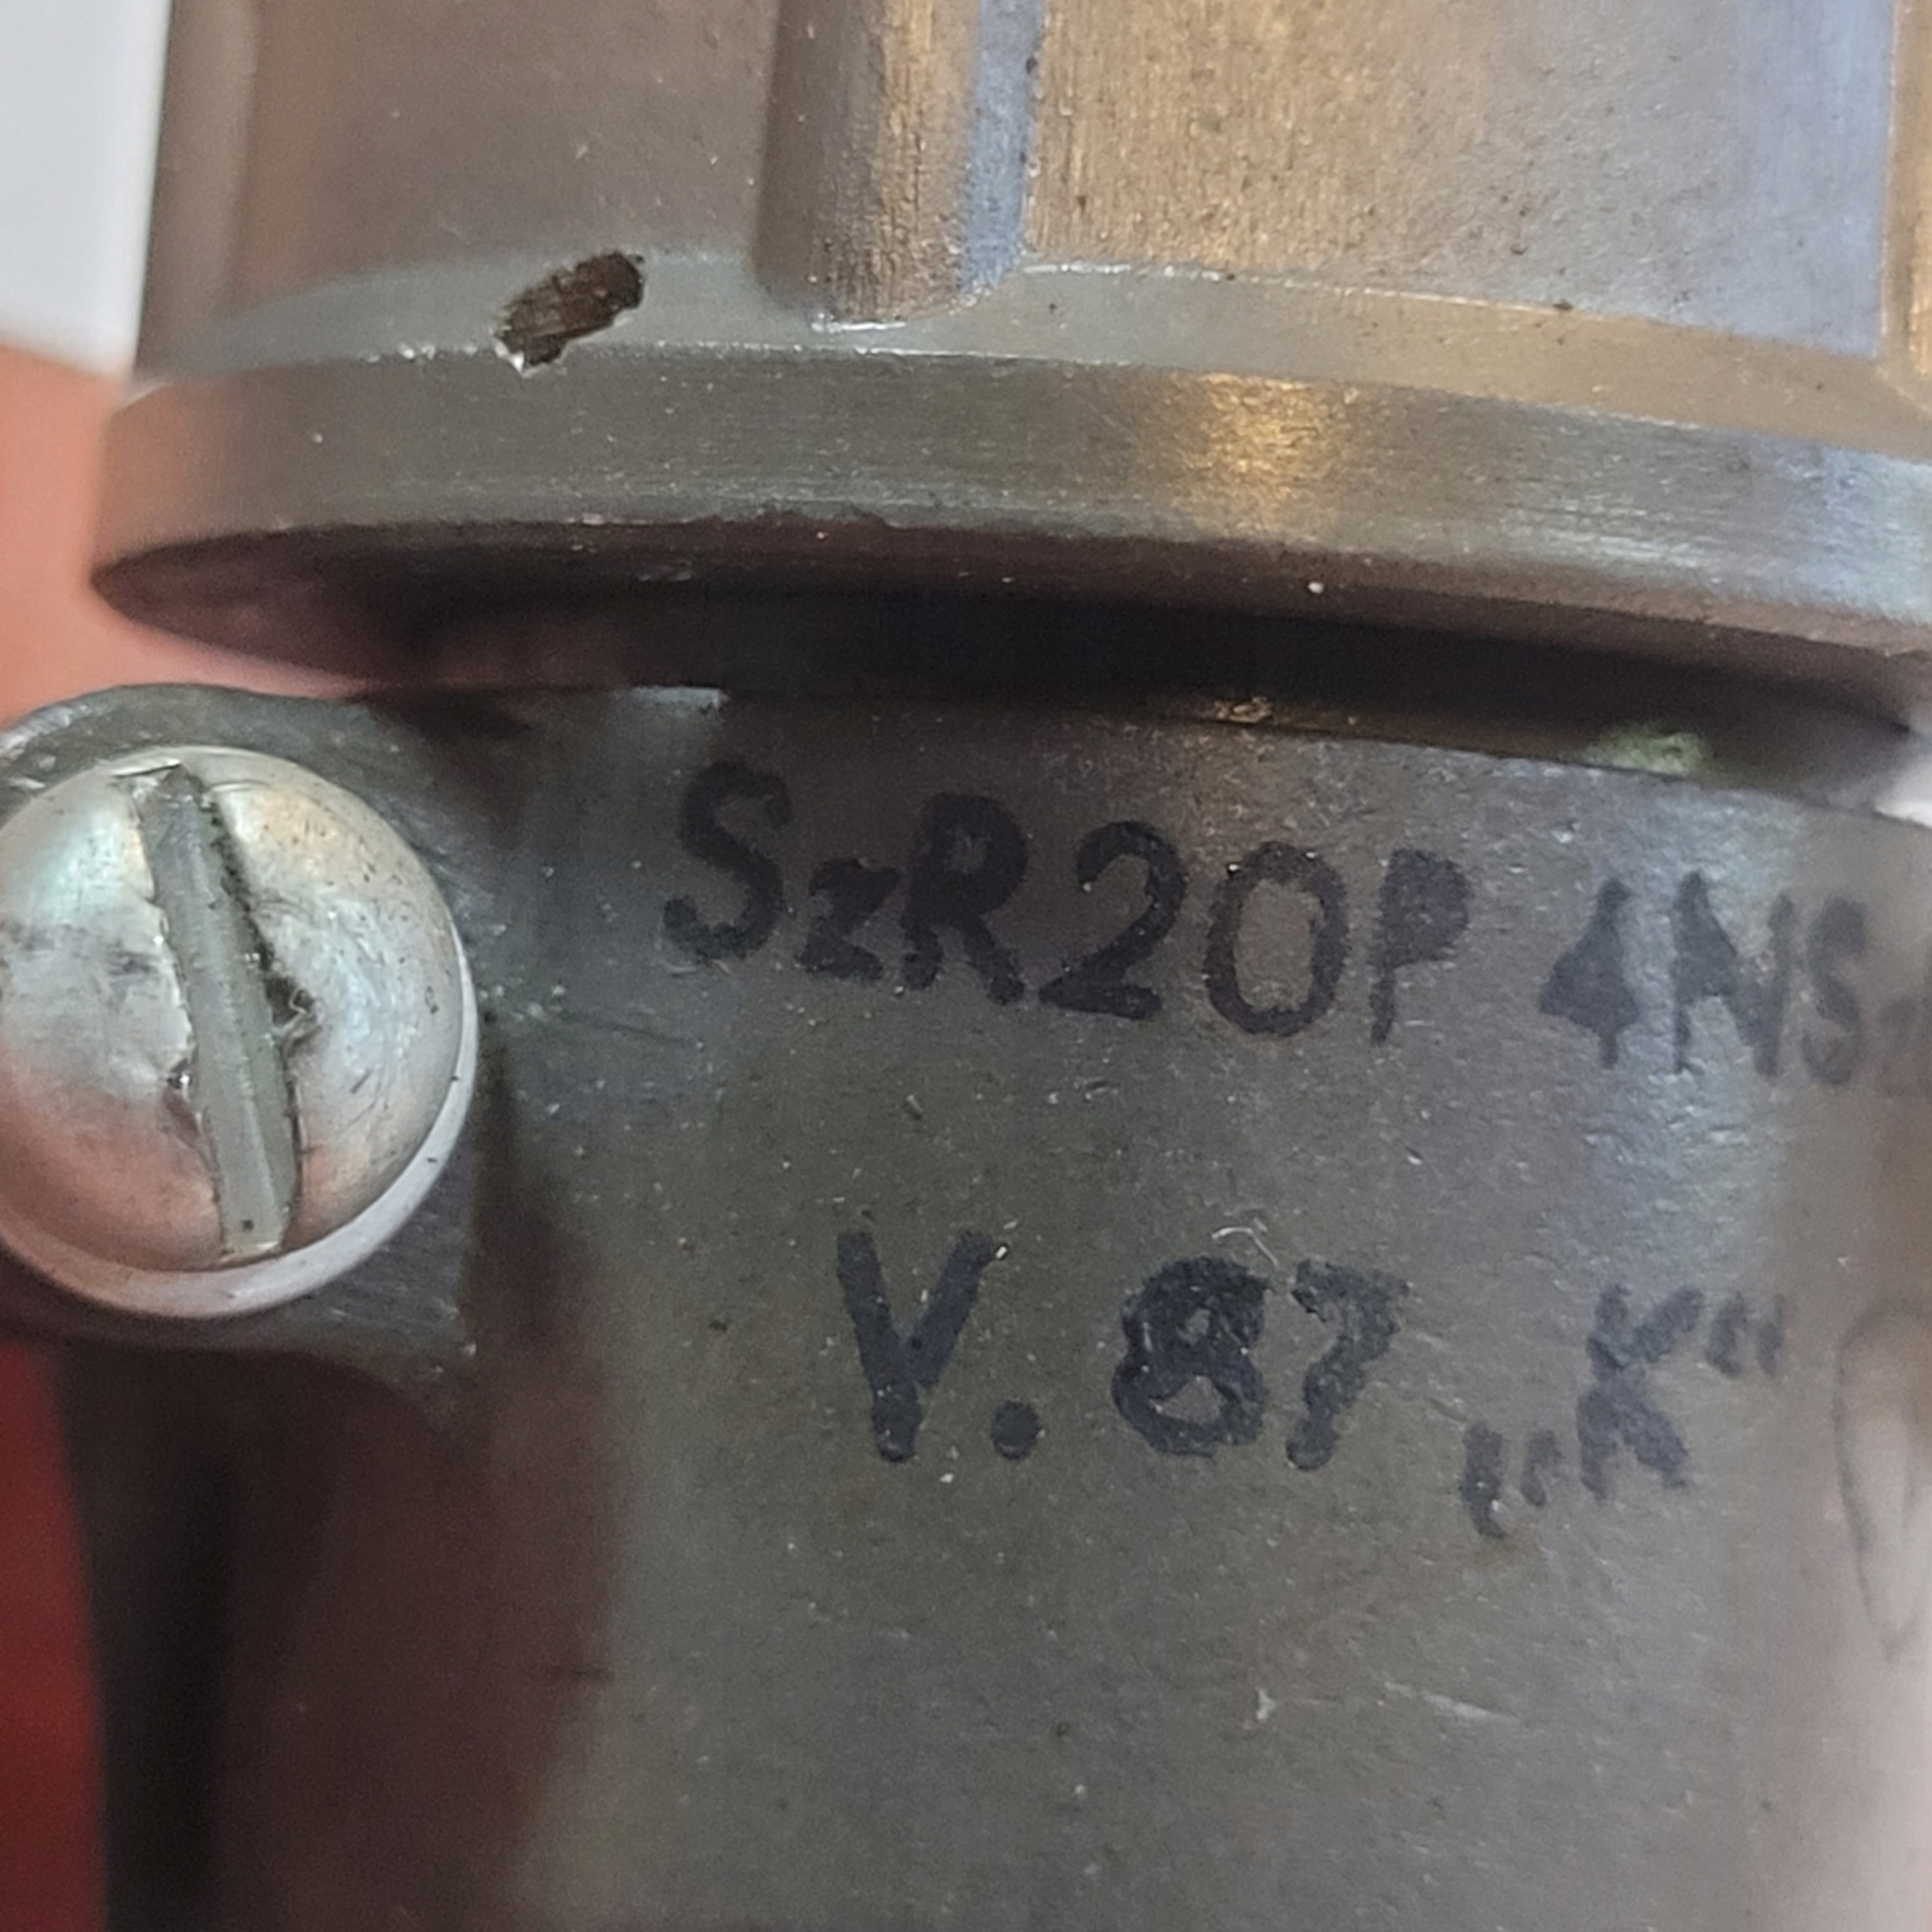 SzR20P 4NS
V. 87 „K“